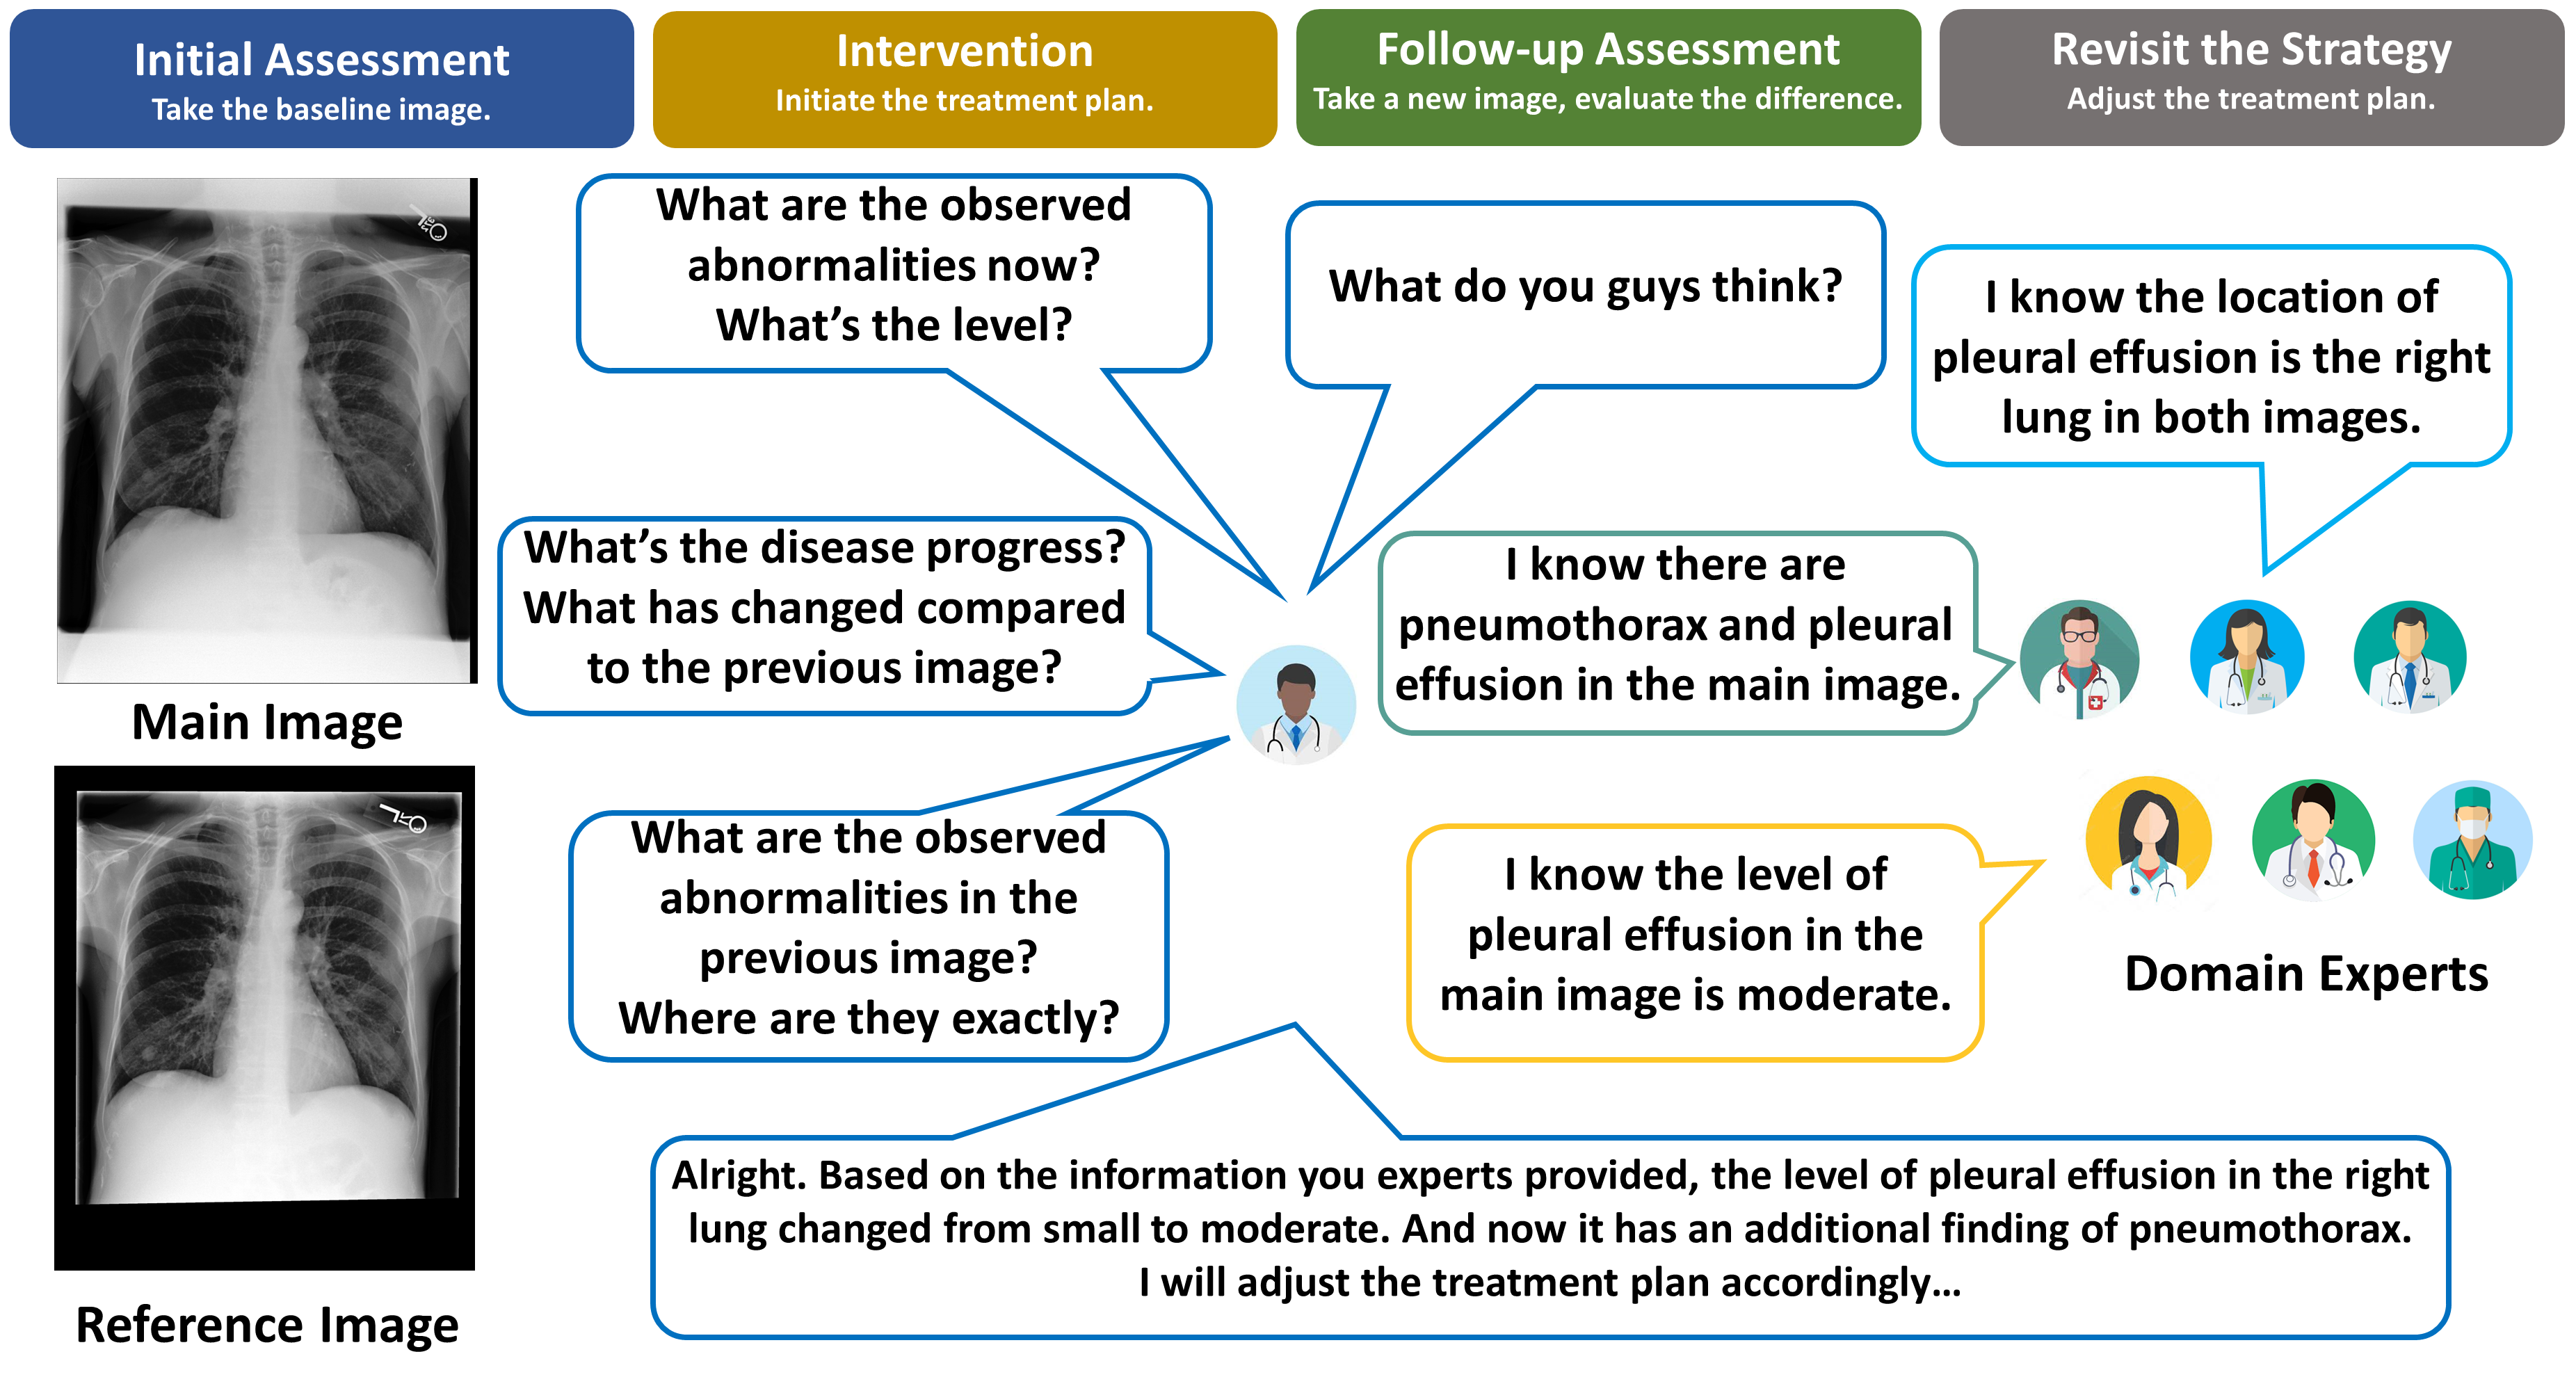 Initial Assessment
Take the baseline image.
Intervention
Initiate the treatment plan.
Follow-up Assessment
Take a new image, evaluate the difference.
Revisit the Strategy
Adjust the treatment plan.
Main Image
Reference Image
What are the observed
abnormalities now?
What’s the level?
What do you guys think?
I know the location of
pleural effusion is the right
lung in both images.
What’s the disease progress?
What has changed compared
to the previous image?
I know there are
pneumothorax and pleural
effusion in the main image.
What are the observed
abnormalities in the
previous image?
Where are they exactly?
I know the level of
pleural effusion in the
main image is moderate.
Domain Experts
Alright. Based on the information you experts provided, the level of pleural effusion in the right
lung changed from small to moderate. And now it has an additional finding of pneumothorax.
I will adjust the treatment plan accordingly…